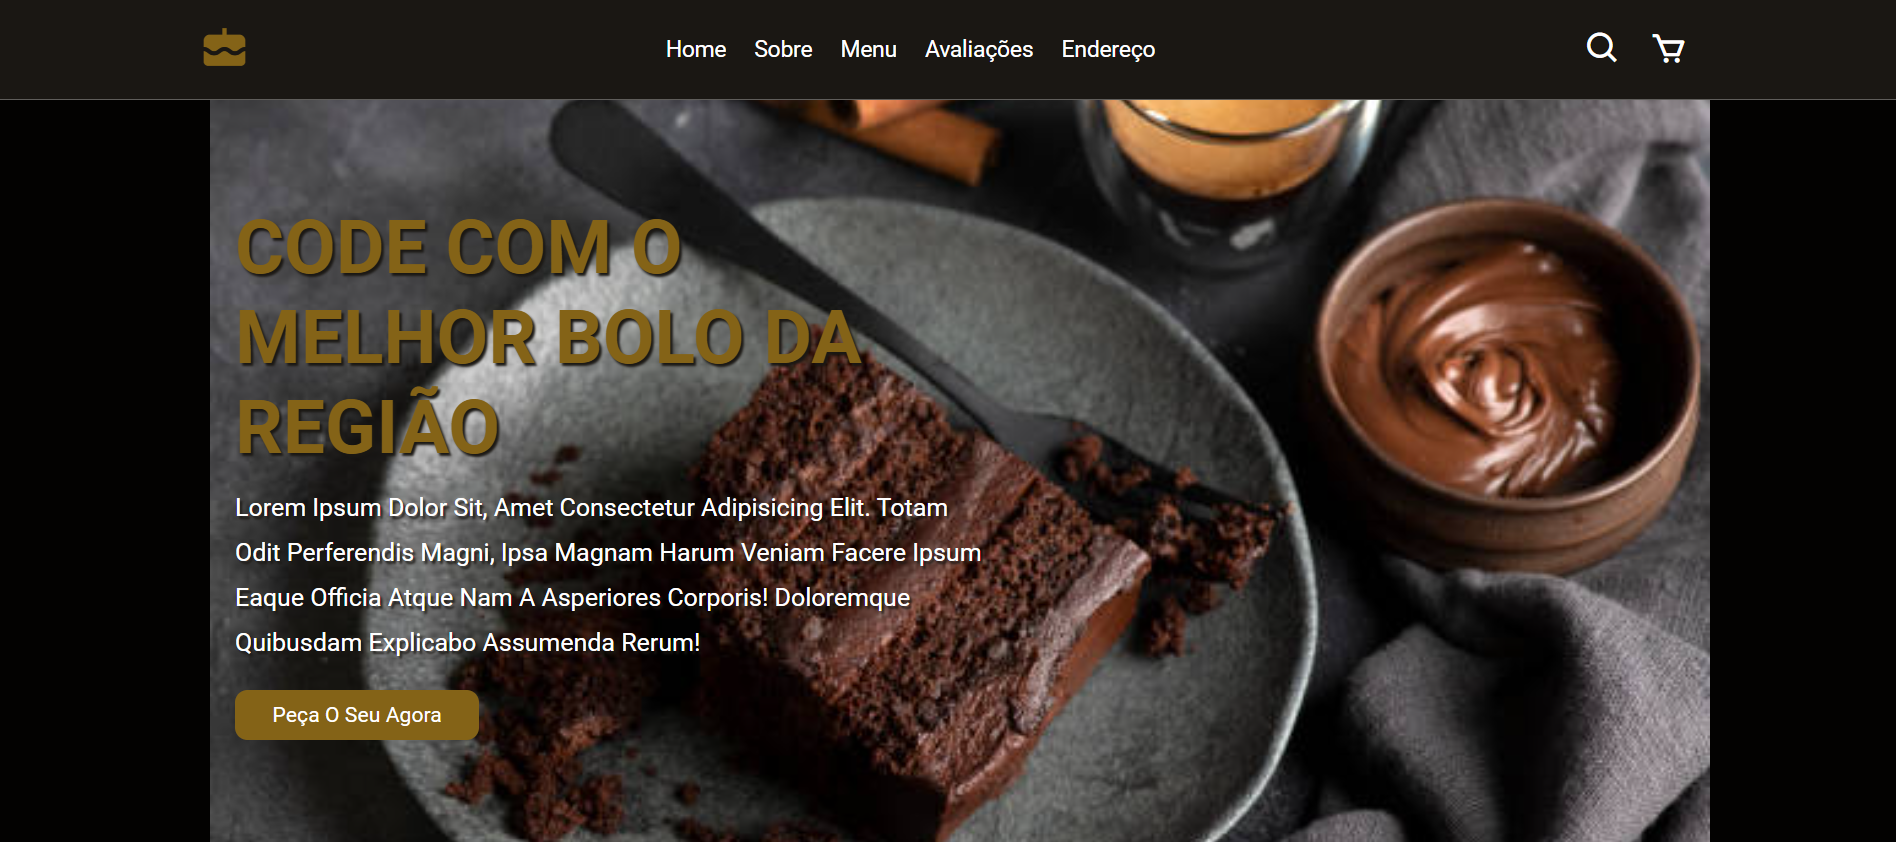 Home Sobre Menu Avaliações Endereço
CODE COM O
MELHOR BOLO DA
REGIÃO
Lorem Ipsum Dolor Sit, Amet Consectetur Adipisicing Elit. Totam
Odit Perferendis Magni, Ipsa Magnam Harum Veniam Facere Ipsum
Eaque Officia Atque Nam A Asperiores Corporis! Doloremque
Quibusdam Explicabo Assumenda Rerum!
Peça O Seu Agora